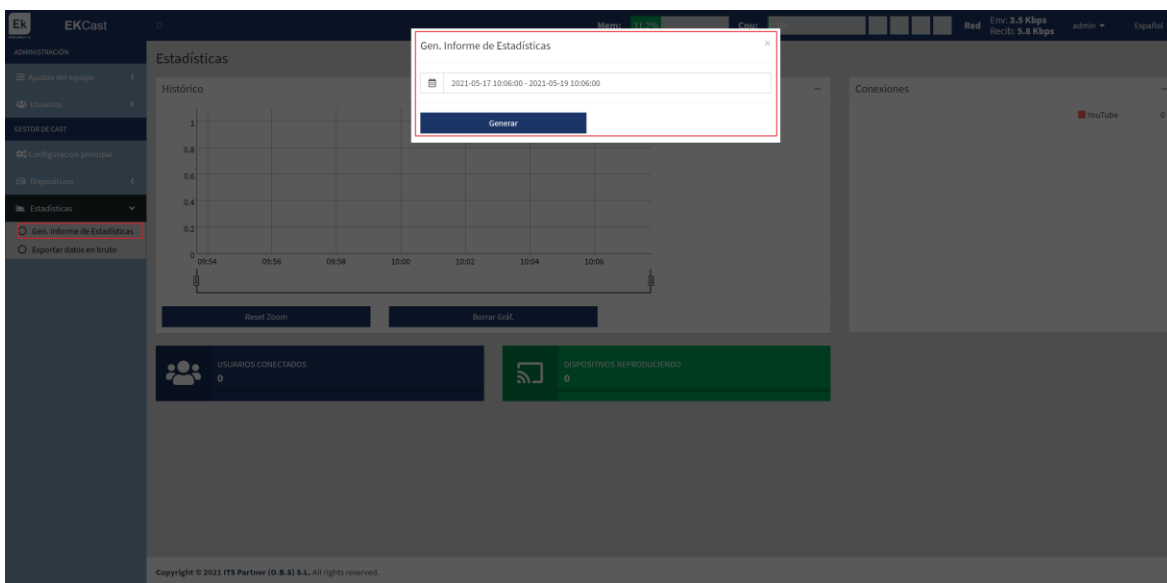 Ek
EKCast
Mem: 31.2%
Cpu:
Red
Env: 3.5 Kbps
Recib: 5.8 Kbps
admin
Español
ADMINISTRACIÓN
Ajustes del equipo
Usuarios
GESTOR DE CAST
Configuración principal
Dispositivos
Estadísticas
Gen. Informe de Estadísticas
Exportar datos en bruto
Estadísticas
Gen. Informe de Estadísticas
×
2021-05-17 10:06:00 - 2021-05-19 10:06:00
Generar
Histórico
1
0.8
0.6
0.4
0.2
0
09:54 09:56 09:58 10:00 10:02 10:04 10:06
Reset Zoom
Borrar Gráf.
Conexiones
YouTube 0
USUARIOS CONECTADOS
0
DISPOSITIVOS REPRODUCIENDO
0
Copyright © 2021 ITS Partner (O.B.S) S.L. All rights reserved.